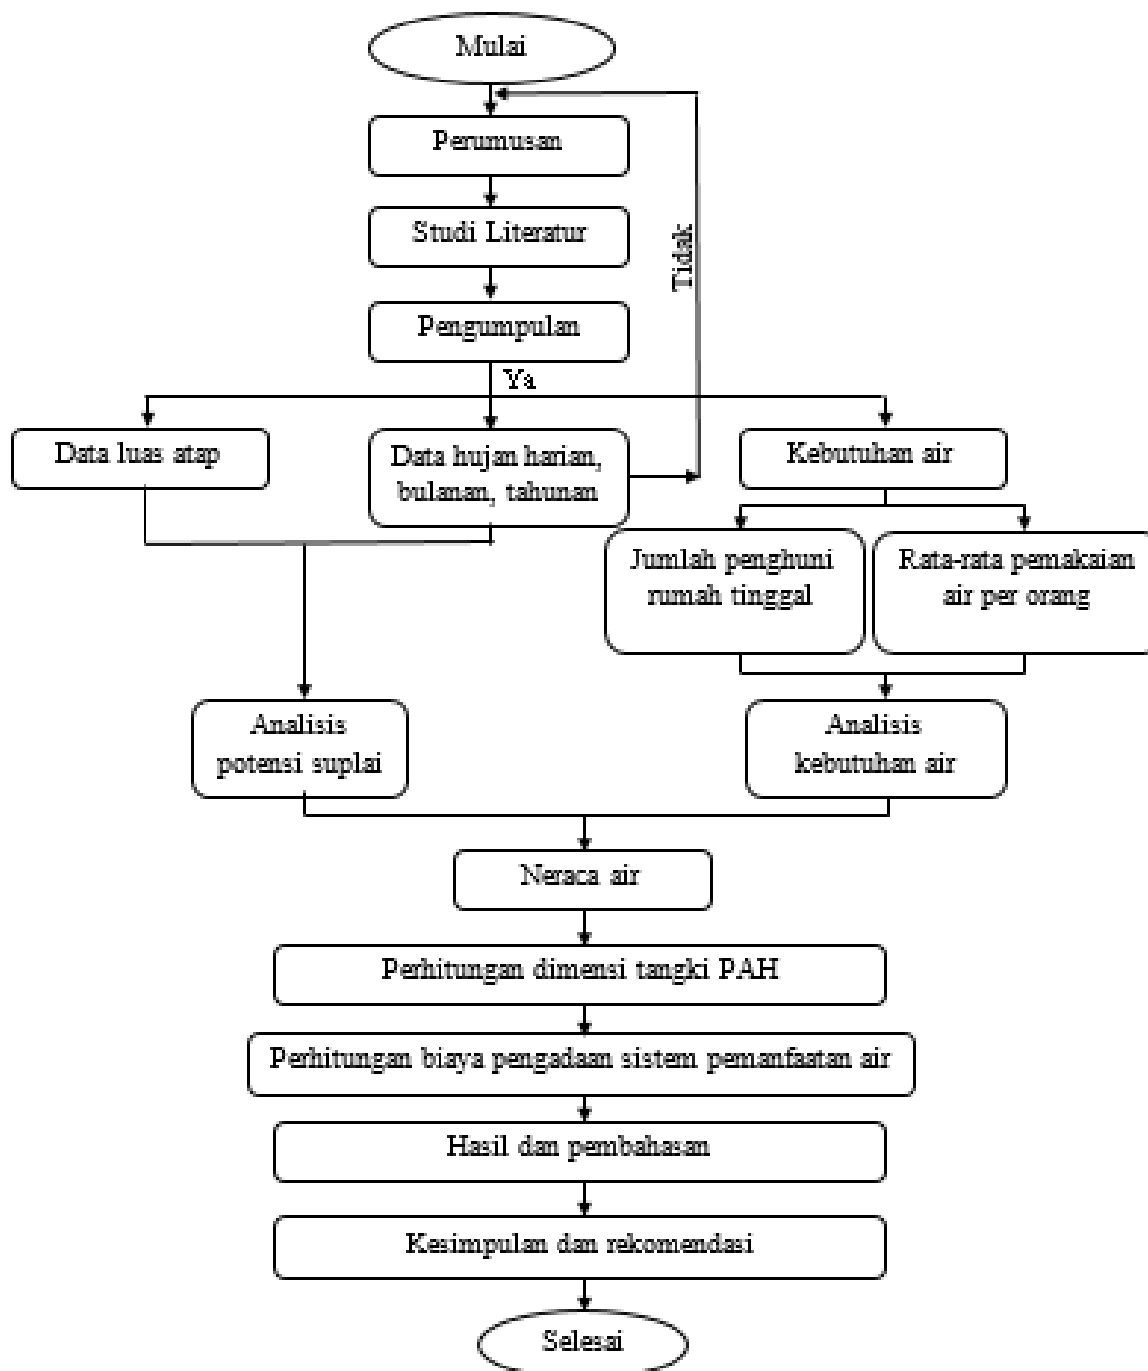 Mulai
Perumusan
Studi Literatur
Tidak
Pengumpulan
Ya
Data luas atap
Data hujan harian,
bulanan, tahunan
Kebutuhan air
Jumlah penghuni
rumah tinggal
Rata-rata pemakaian
air per orang
Analisis
potensi suplai
Analisis
kebutuhan air
Neraca air
Perhitungan dimensi tangki PAH
Perhitungan biaya pengadaan sistem pemanfaatan air
Hasil dan pembahasan
Kesimpulan dan rekomendasi
Selesai